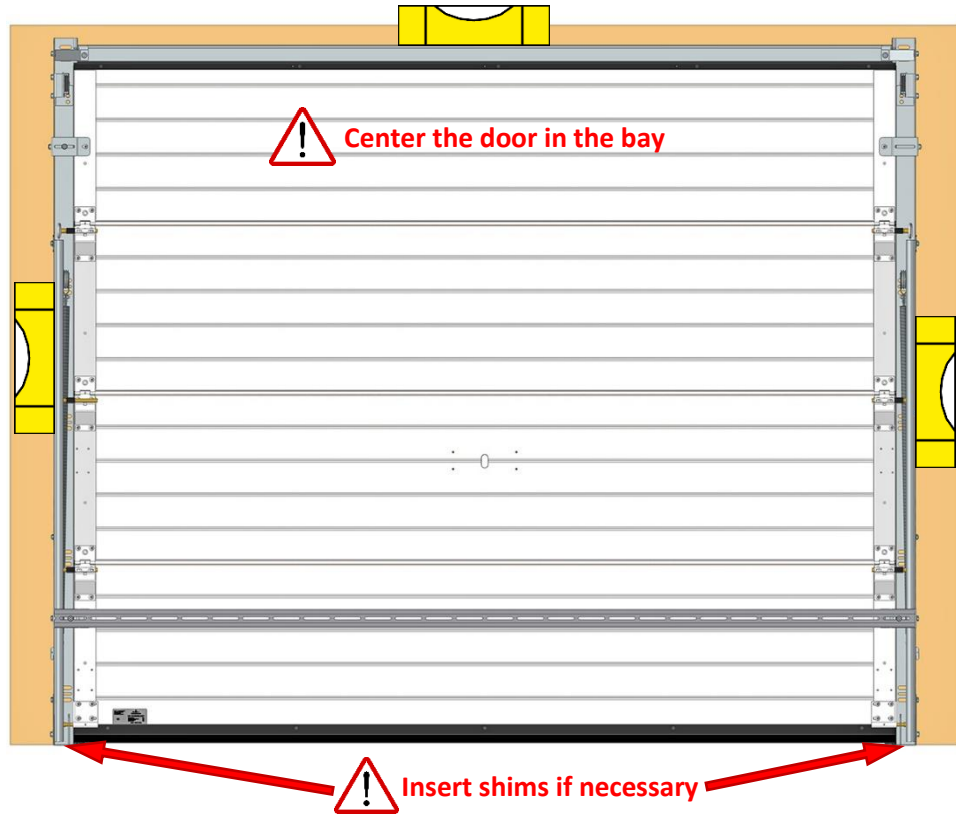 Center the door in the bay
Insert shims if necessary